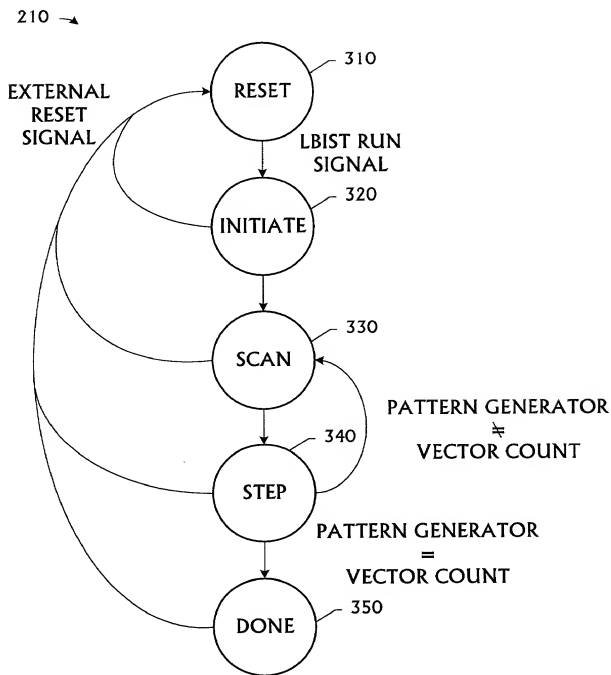 210
310
RESET
EXTERNAL
RESET
SIGNAL
LBIST RUN
SIGNAL
320
INITIATE
330
SCAN
PATTERN GENERATOR
≠
VECTOR COUNT
340
STEP
PATTERN GENERATOR
=
VECTOR COUNT
350
DONE